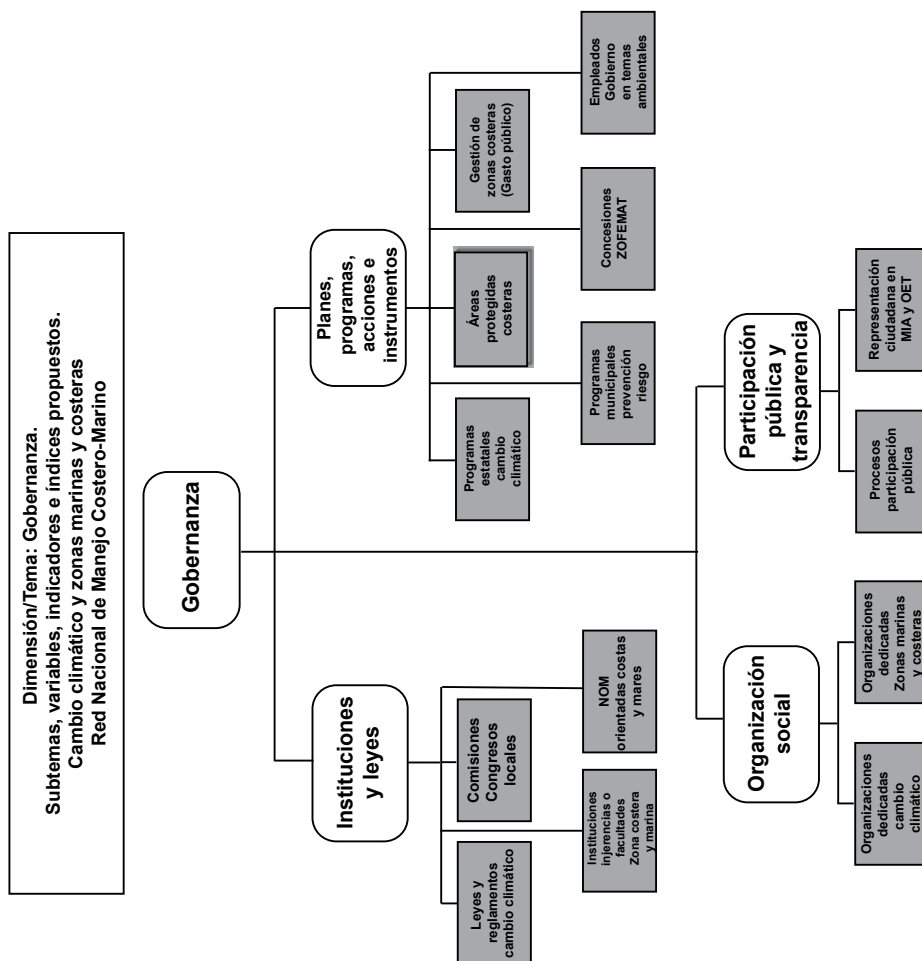 Dimensión/Tema: Gobernanza.
Subtemas, variables, indicadores e índices propuestos.
Cambio climático y zonas marinas y costeras
Red Nacional de Manejo Costero-Marino
Gobernanza
Instituciones
y leyes
Leyes y
reglamentos
cambio climático
Comisiones
Congresos
locales
Instituciones
injerencias o
facultades
Zona costera
y marina
NOM
orientadas costas
y mares
Planes,
programas,
acciones e
instrumentos
Programas
estatales
cambio
climático
Áreas
protegidas
costeras
Gestión de
zonas costeras
(Gasto público)
Programas
municipales
prevención
riesgo
Concesiones
ZOFEMAT
Empleados
Gobierno
en temas
ambientales
Organización
social
Organizaciones
dedicadas
cambio
climático
Organizaciones
dedicadas
Zonas marinas
y costeras
Participación
pública y
transparencia
Procesos
participación
pública
Representación
ciudadana en
MIA y OET